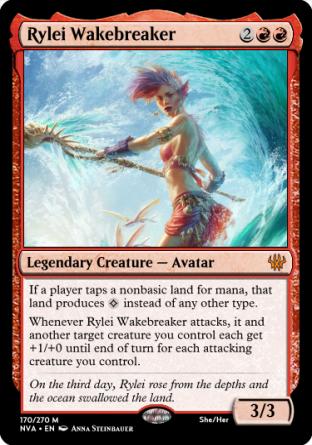 Rylei Wakebreaker 2
Legendary Creature — Avatar
If a player taps a nonbasic land for mana, that
land produces instead of any other type.
Whenever Rylei Wakebreaker attacks, it and
another target creature you control each get
+1/+0 until end of turn for each attacking
creature you control.
On the third day, Rylei rose from the depths and
the ocean swallowed the land.
3/3
170/270 M
She/Her
NVA • EN Anna Steinbauer